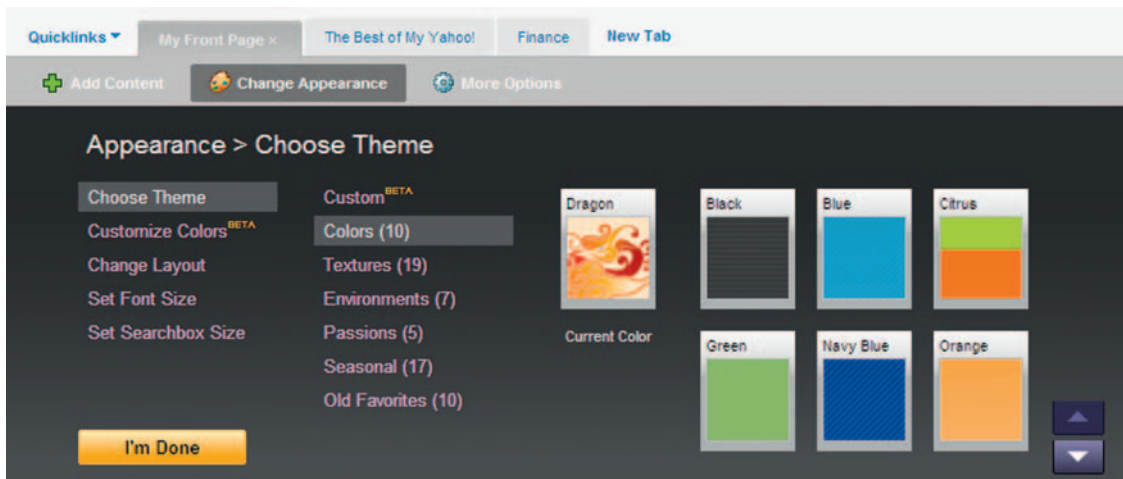 Quicklinks My Front Page × The Best of My Yahoo! Finance New Tab
Add Content Change Appearance More Options
Appearance > Choose Theme
Choose Theme
Customize Colors BETA
Change Layout
Set Font Size
Set Searchbox Size
I'm Done
Custom BETA
Colors (10)
Textures (19)
Environments (7)
Passions (5)
Seasonal (17)
Old Favorites (10)
Dragon
Current Color
Black Blue Citrus
Green Navy Blue Orange